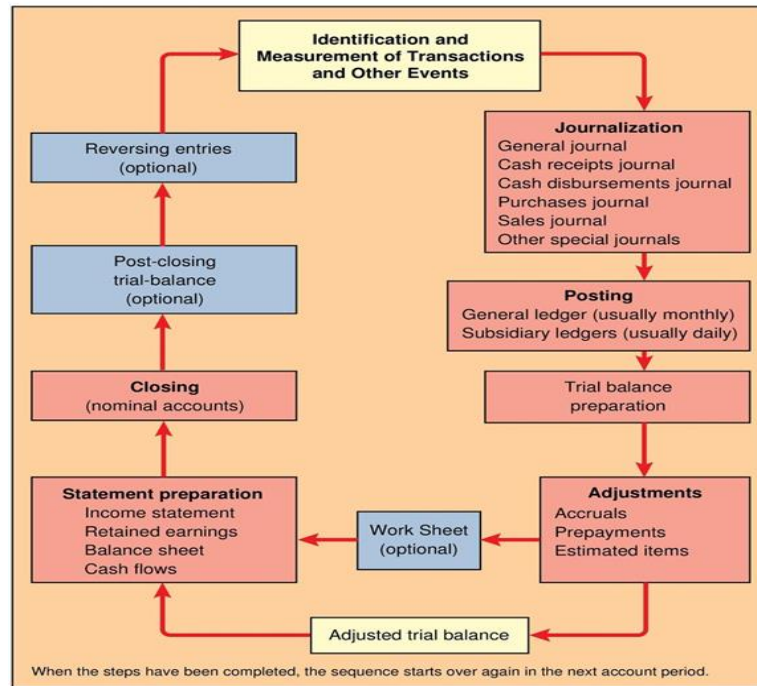 Identification and
Measurement of Transactions
and Other Events
Journalization
General journal
Cash receipts journal
Cash disbursements journal
Purchases journal
Sales journal
Other special journals
Posting
General ledger (usually monthly)
Subsidiary ledgers (usually daily)
Trial balance
preparation
Adjustments
Accruals
Prepayments
Estimated items
Work Sheet
(optional)
Adjusted trial balance
Statement preparation
Income statement
Retained earnings
Balance sheet
Cash flows
Closing
(nominal accounts)
Post-closing
trial-balance
(optional)
Reversing entries
(optional)
When the steps have been completed, the sequence starts over again in the next account period.